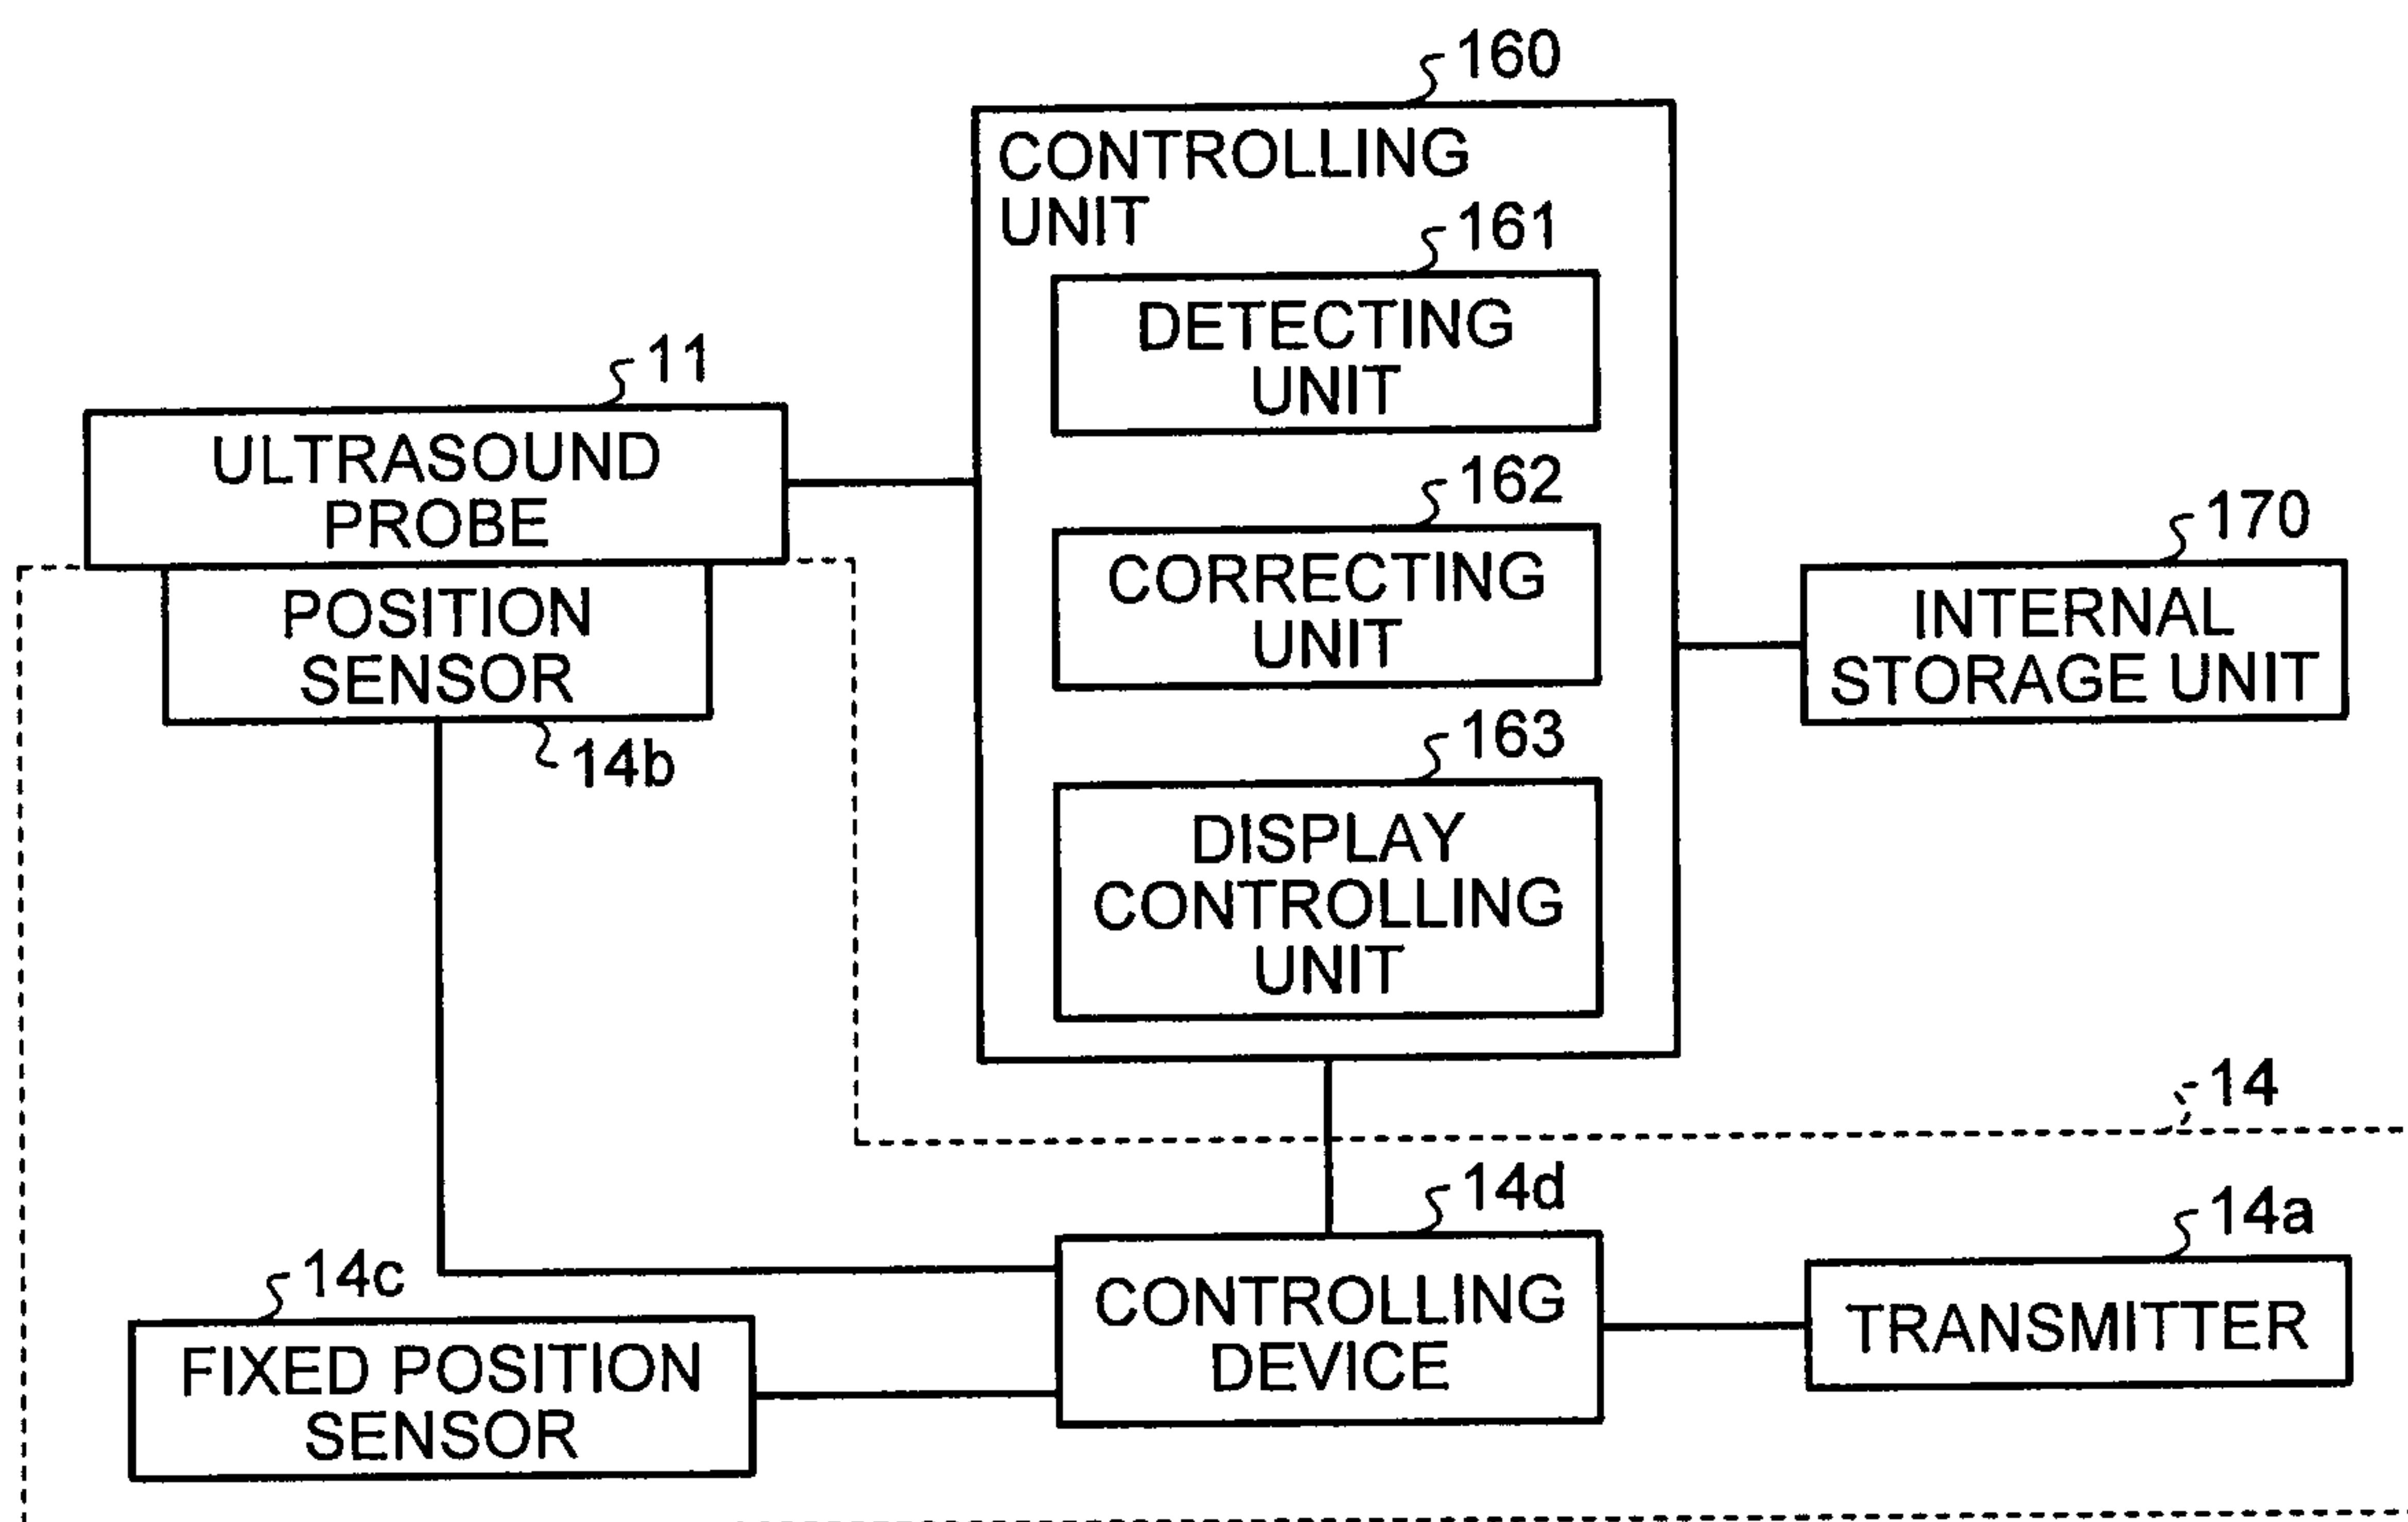 160
CONTROLLING
UNIT
161
DETECTING
UNIT
11
ULTRASOUND
PROBE
162
CORRECTING
UNIT
170
INTERNAL
STORAGE UNIT
POSITION
SENSOR
14b
163
DISPLAY
CONTROLLING
UNIT
14
14d
CONTROLLING
DEVICE
14a
TRANSMITTER
14c
FIXED POSITION
SENSOR